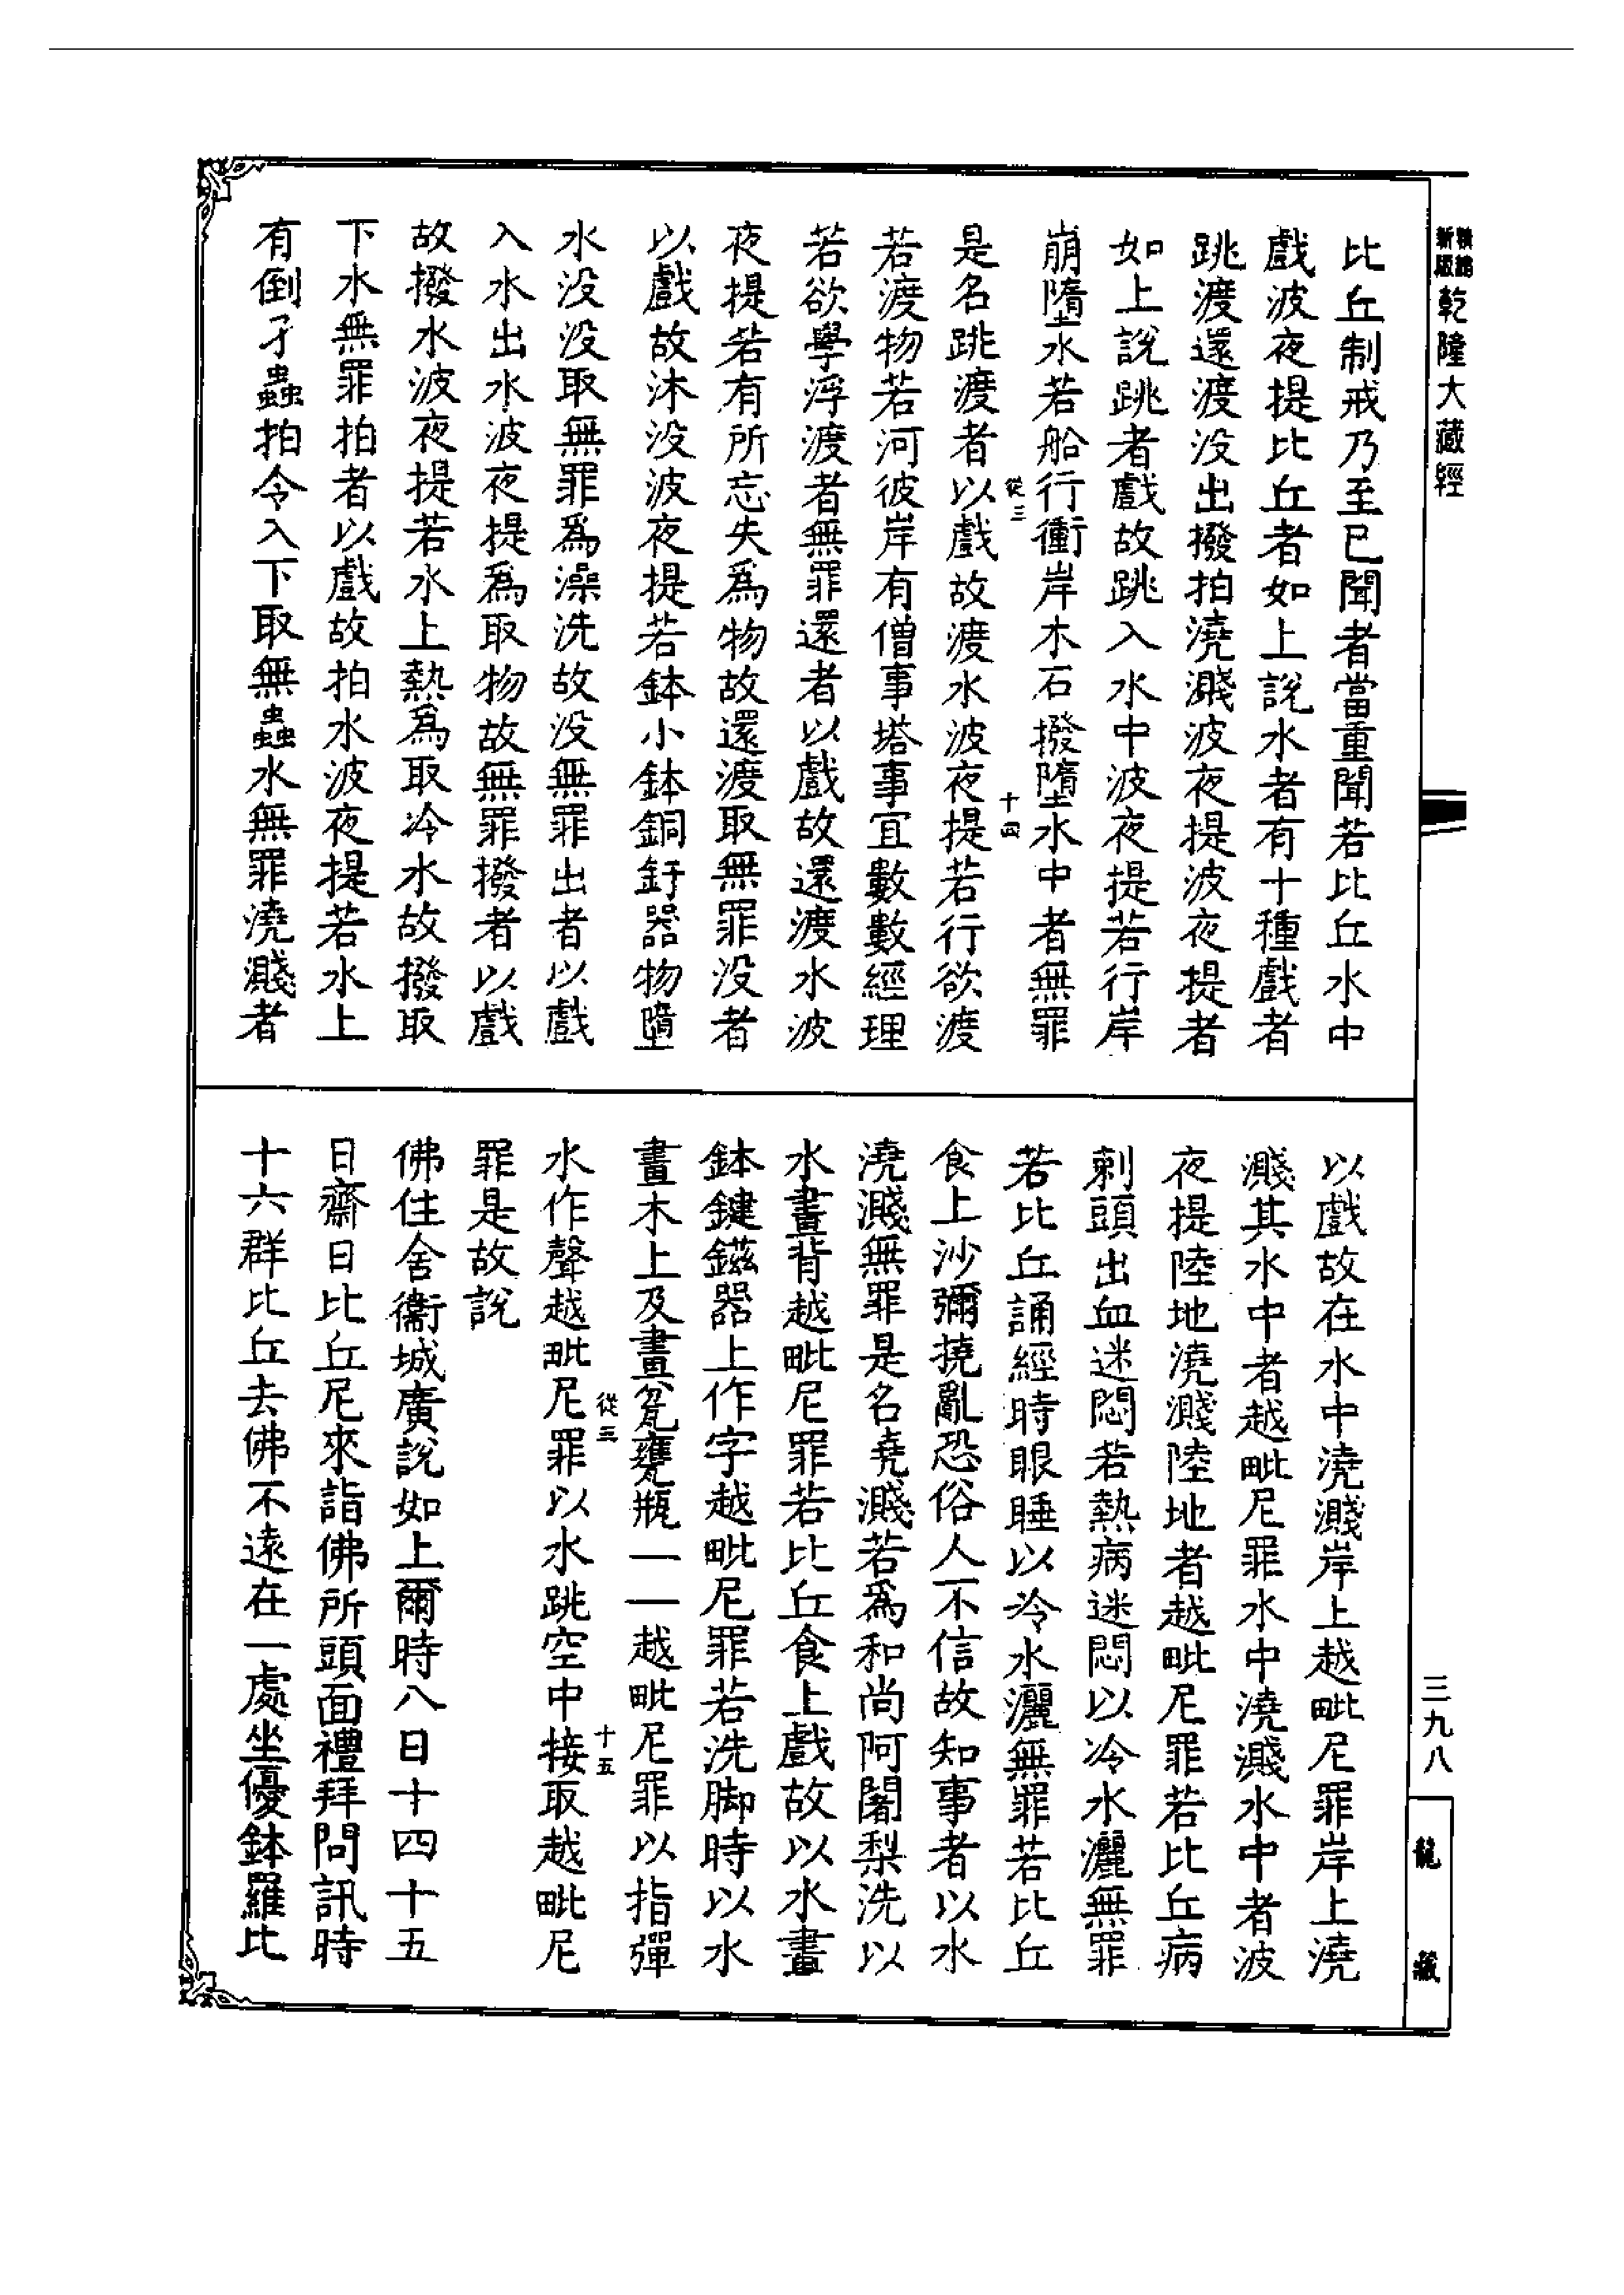 新版精縮乾隆大藏經
比丘制戒乃至已聞者當重聞若比丘水中
戲波夜提比丘者如上說水者有十種戲者
跳渡還渡没出撥拍澆濺波夜提波夜提者
如上說跳者戲故跳入水中波夜提若行岸
崩墮水若船行衝岸木石撥墮水中者無罪
從三
十四
是名跳渡者以戲故渡水波夜提若行欲渡
若渡物若河彼岸有僧事塔事宜數數經理
若欲學浮渡者無罪還者以戲故還渡水波
夜提若有所忘失爲物故還渡取無罪没者
以戲故沐没波夜提若鉢小鉢銅釪器物墮
水没没取無罪爲澡洗故没無罪出者以戲
入水出水波夜提爲取物故無罪撥者以戲
故撥水波夜提若水上熱爲取冷水故撥取
下水無罪拍者以戲故拍水波夜提若水上
有倒孑蟲拍令入下取無蟲水無罪澆濺者
以戲故在水中澆濺岸上越毗尼罪岸上澆
濺其水中者越毗尼罪水中澆濺水中者波
夜提陸地澆濺陸地者越毗尼罪若比丘病
剌頭出血迷悶若熱病迷悶以冷水灑無罪
若比丘誦經時眼睡以冷水灑無罪若比丘
食上沙彌撓亂恐俗人不信故知事者以水
澆濺無罪是名堯濺若爲和尚阿闍梨洗以
水畫背越毗尼罪若比丘食上戲故以水畫
鉢鍵鎡器上作字越毗尼罪若洗脚時以水
畫木上及畫瓫甕瓶一一越毗尼罪以指彈
從三
十五
水作聲越毗尼罪以水跳空中接取越毗尼
罪是故說
佛住舍衞城廣說如上爾時八日十四十五
日齋日比丘尼來詣佛所頭面禮拜問訊時
十六群比丘去佛不遠在一處坐優鉢羅比
三九八
龍藏